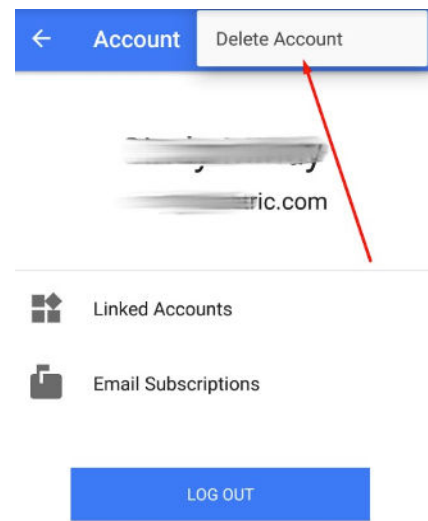 Account
Delete Account
ric.com
Linked Accounts
Email Subscriptions
LOG OUT